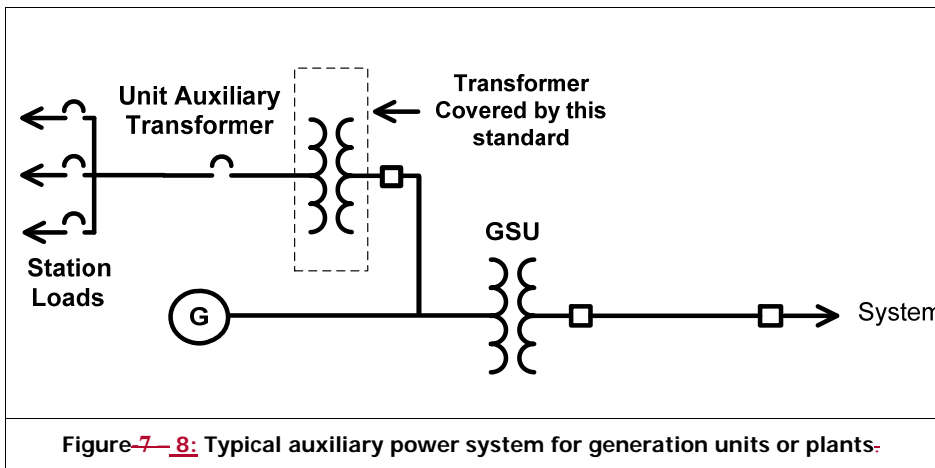 Unit Auxiliary
Transformer
Transformer
Covered by this
standard
Station
Loads
GSU
G
System
Figure 7 – 8: Typical auxiliary power system for generation units or plants.